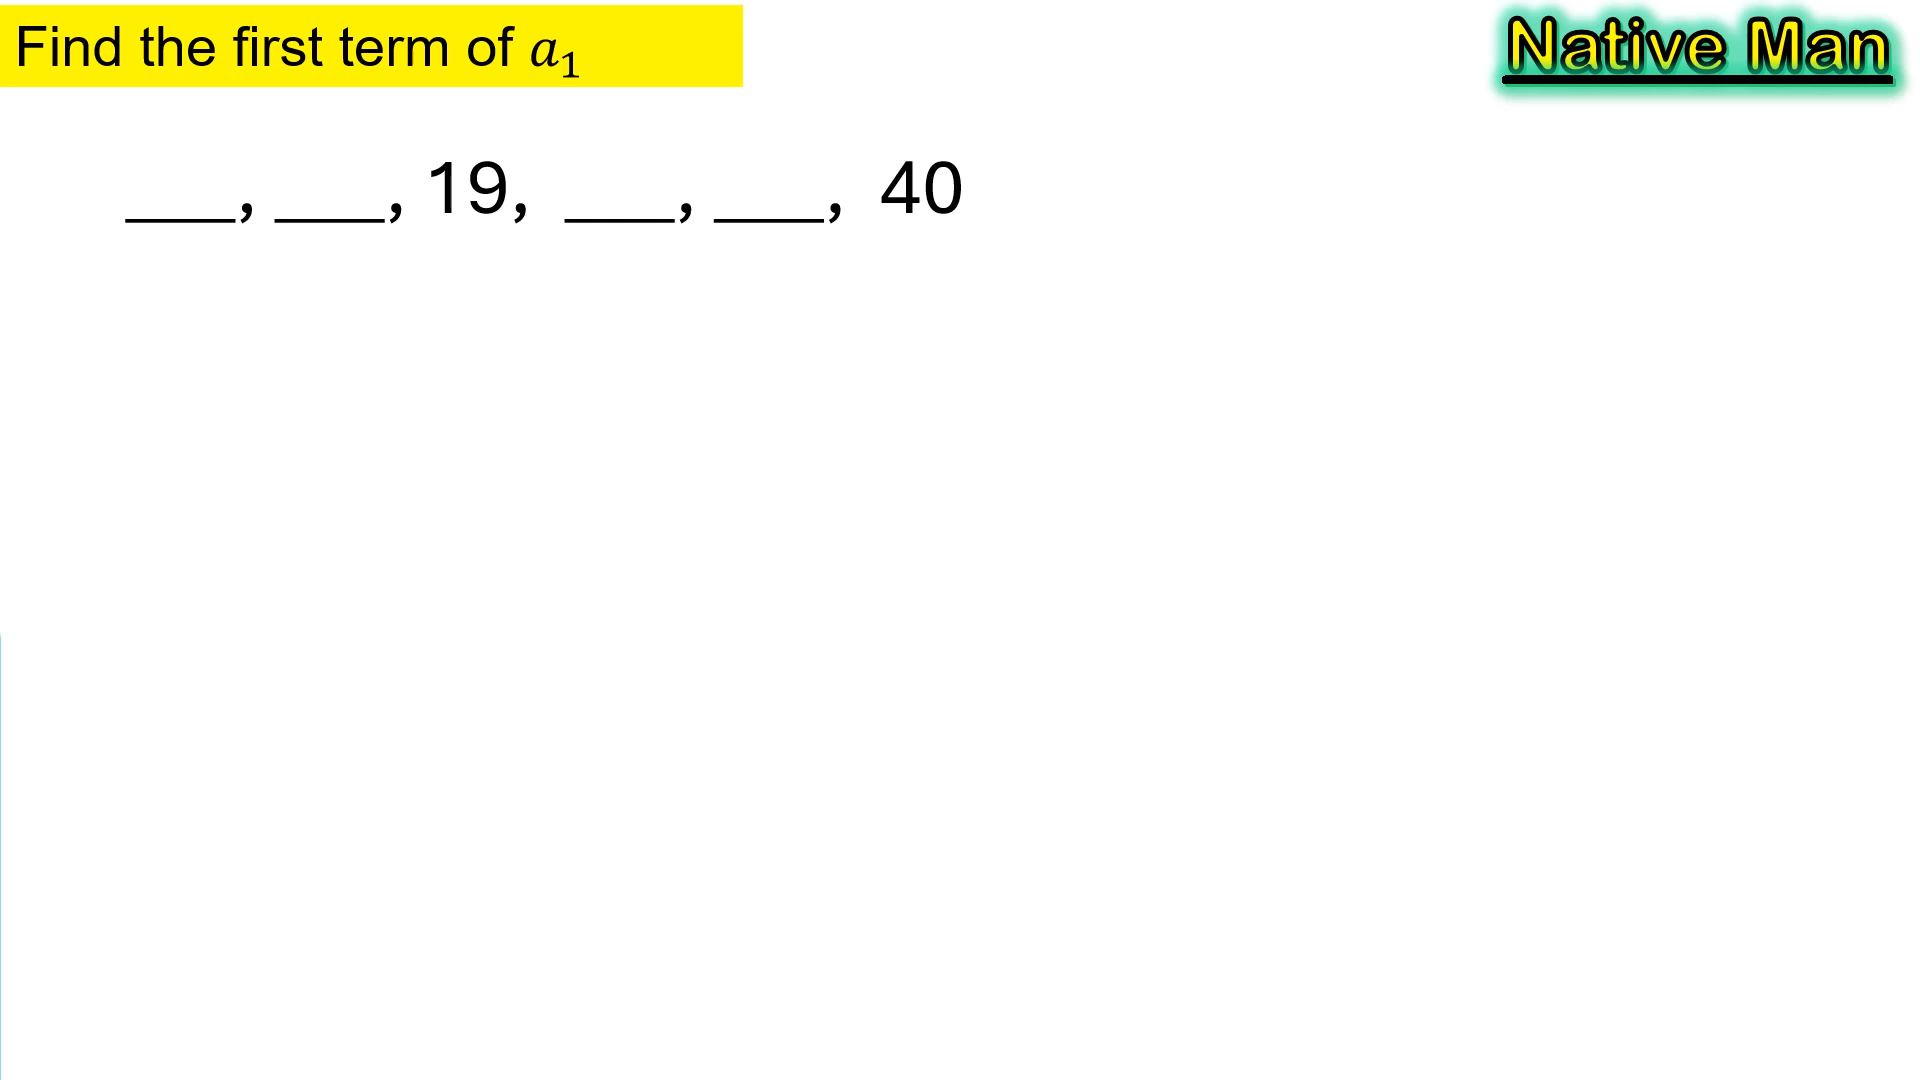 Find the first term of 𝑎₁
Native Man
___, ___, 19, ___, ___, 40